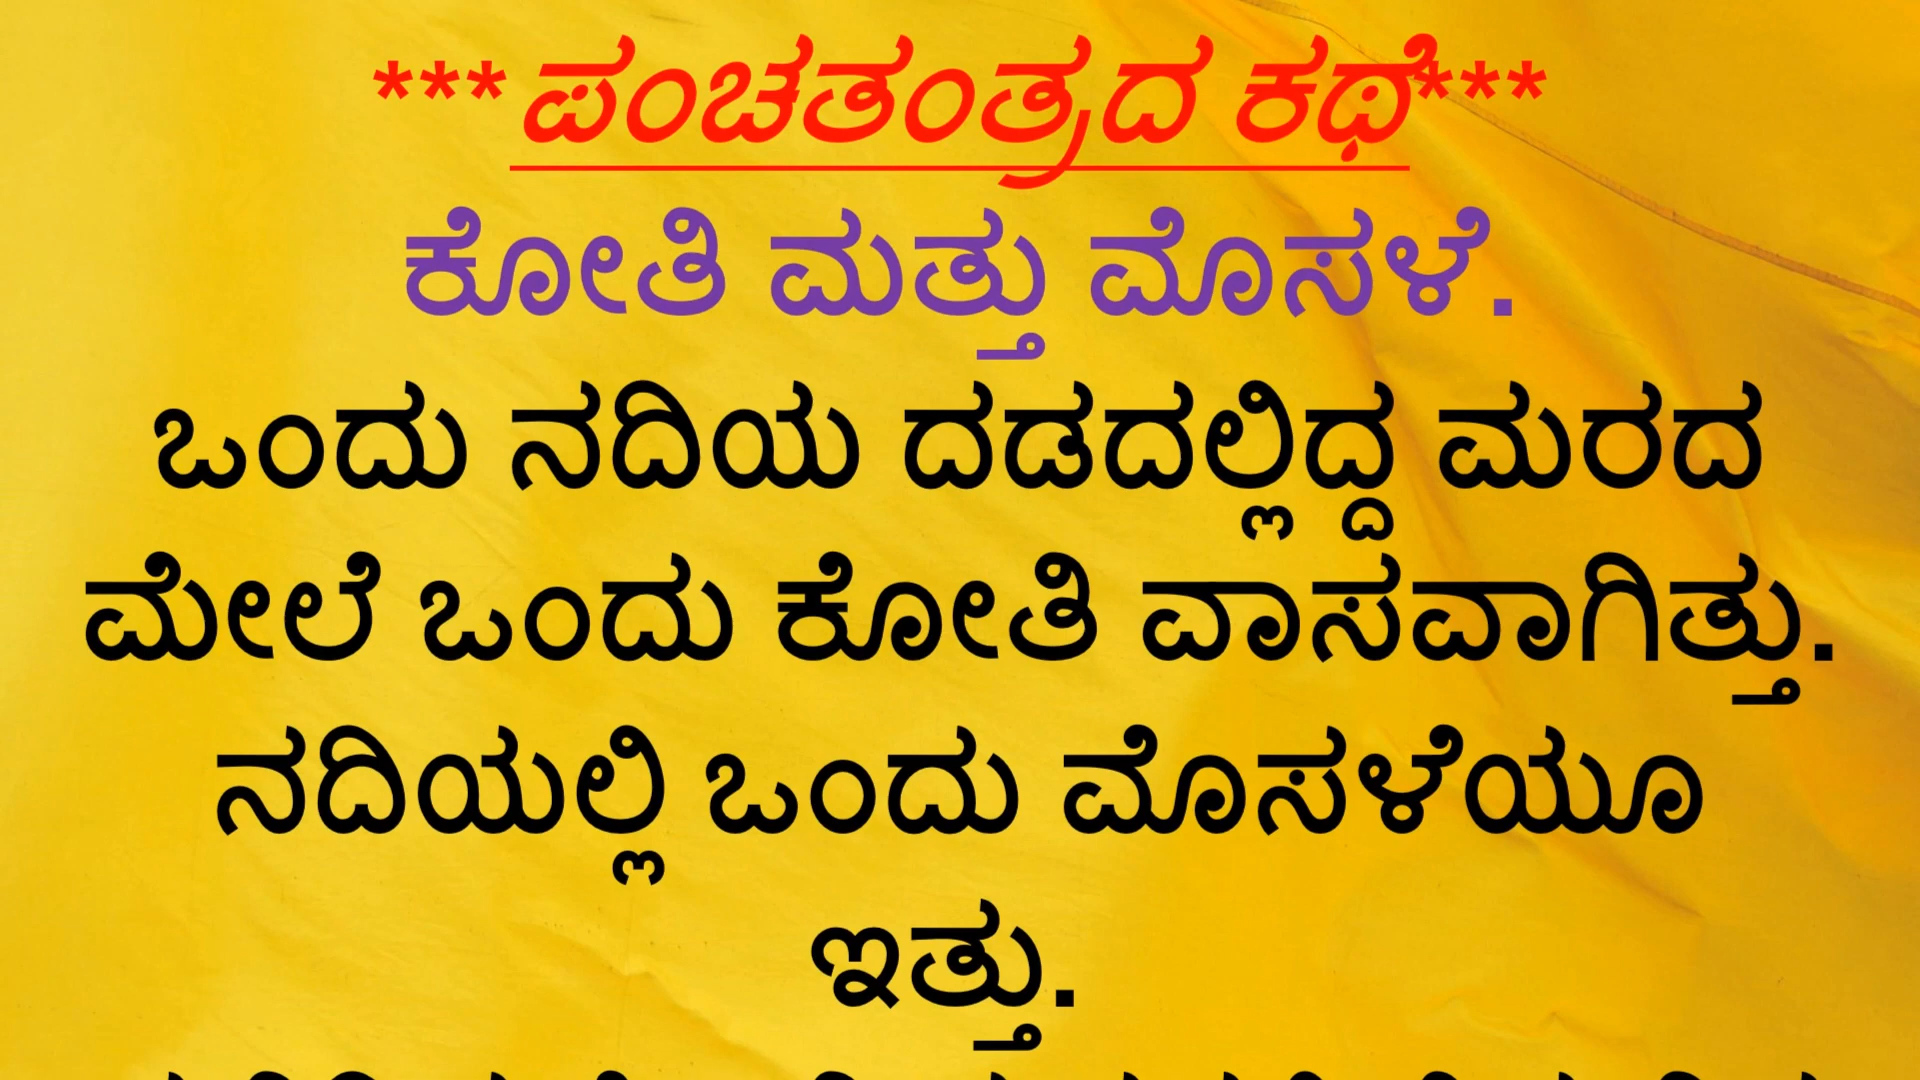 ***ಪಂಚತಂತ್ರದ ಕಥೆ***
ಕೋತಿ ಮತ್ತು ಮೊಸಳೆ.
ಒಂದು ನದಿಯ ದಡದಲ್ಲಿದ್ದ ಮರದ
ಮೇಲೆ ಒಂದು ಕೋತಿ ವಾಸವಾಗಿತ್ತು.
ನದಿಯಲ್ಲಿ ಒಂದು ಮೊಸಳೆಯೂ
ಇತ್ತು.